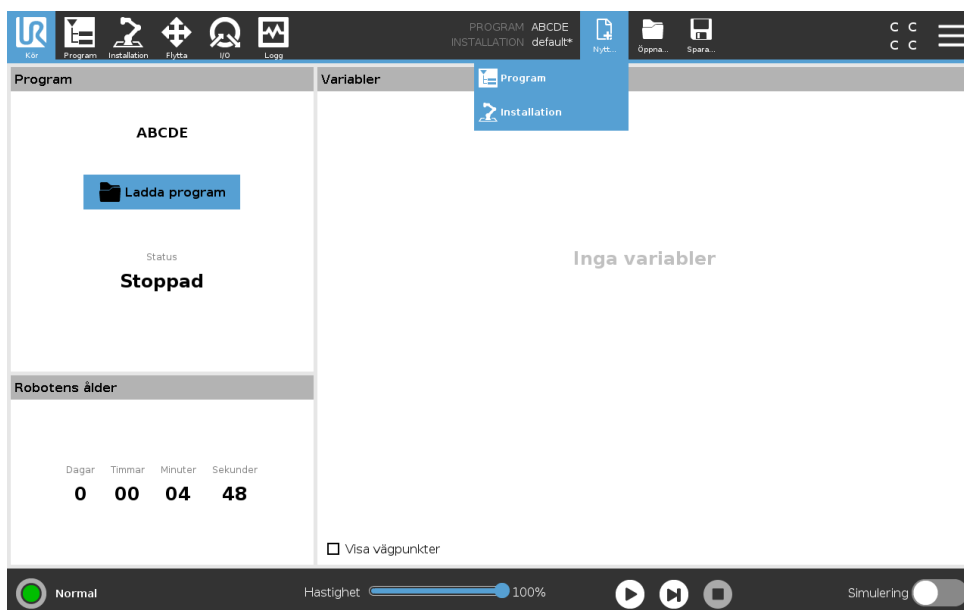 UR
PROGRAM ABCDE
INSTALLATION default*
Kör Program Installation Flytta I/O Logg Nytt... Öppna... Spara...
C C
C C
Program
Installation
Program
Variabler
ABCDE
Ladda program
Status
Stoppad
Inga variabler
Robotens ålder
Dagar Timmar Minuter Sekunder
0 00 04 48
Visa vägpunkter
Normal
Hastighet 100%
Simulering